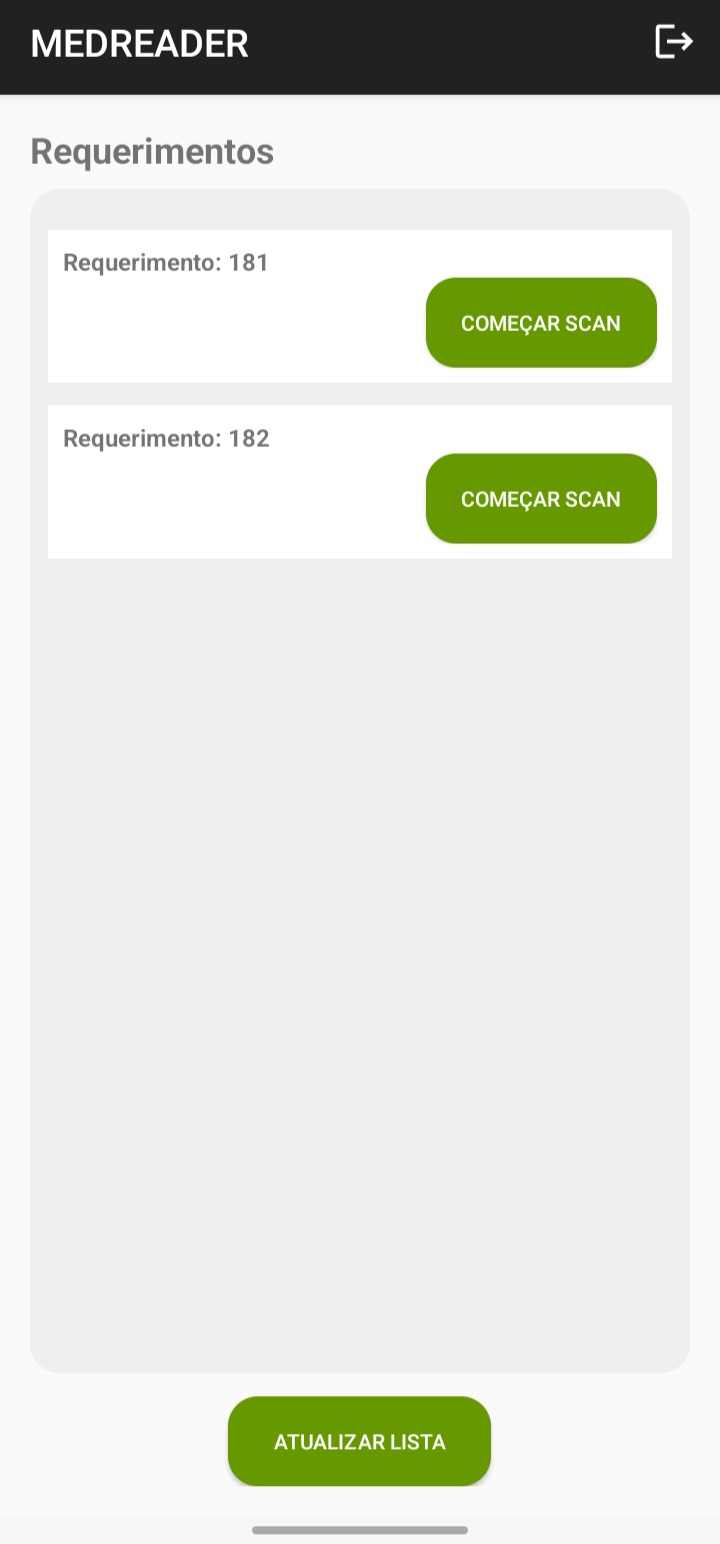 MEDREADER
Requerimentos
Requerimento: 181
COMEÇAR SCAN
Requerimento: 182
COMEÇAR SCAN
ATUALIZAR LISTA